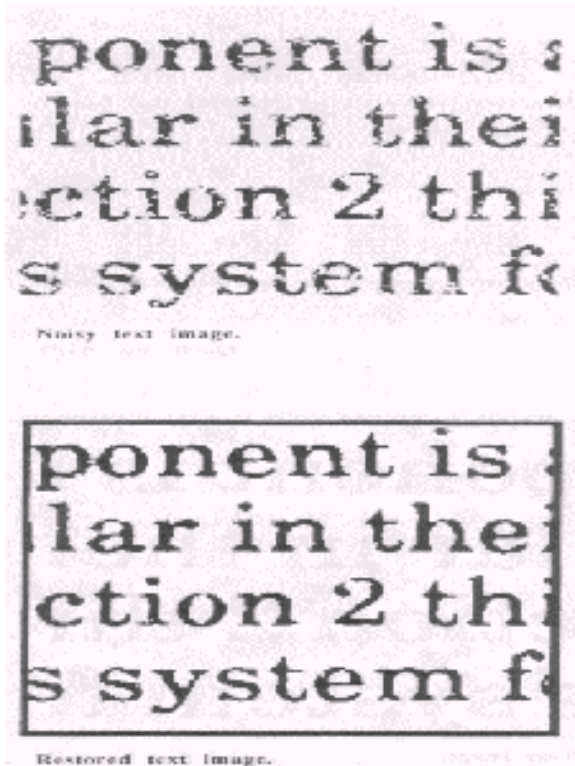 ponent is
ilar in thei
ction 2 thi
s system f
Noisy text image.
ponent is
lar in the
ction 2 thi
s system f
Restored text image.